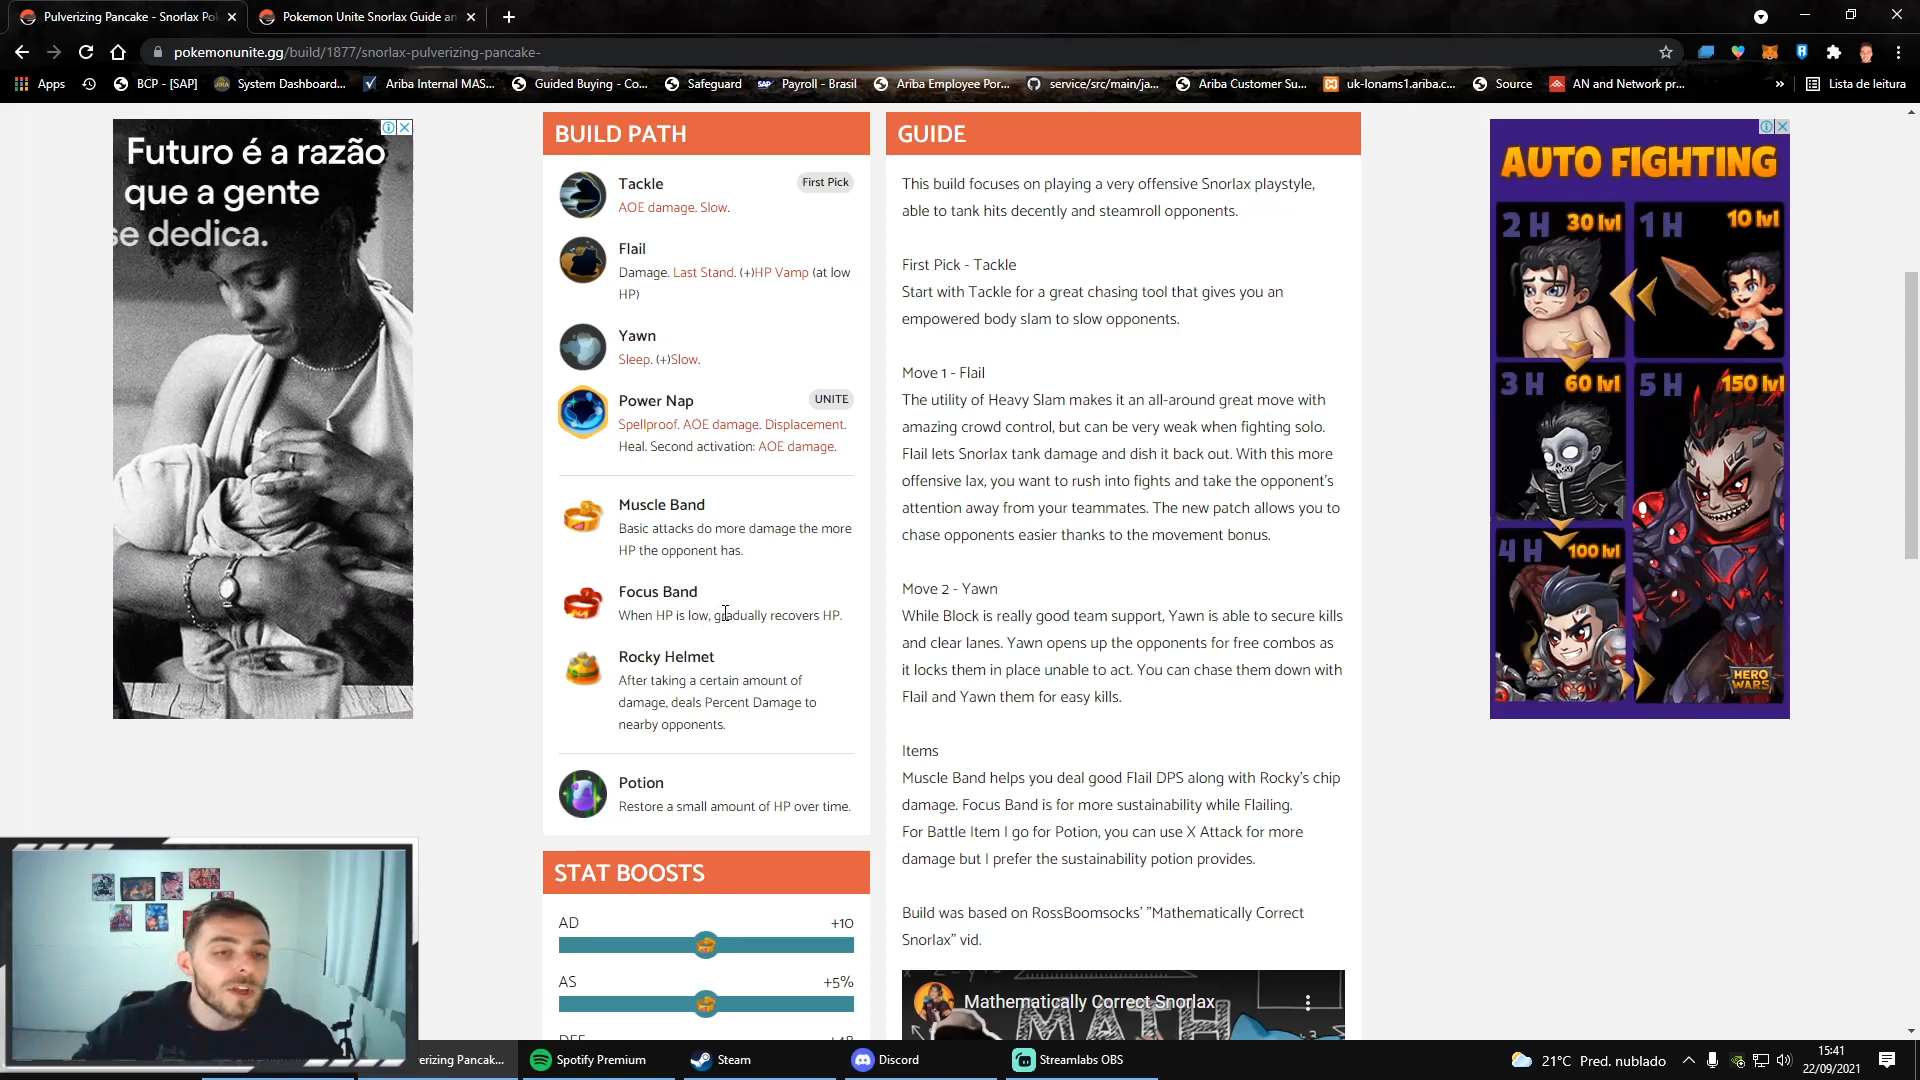 Pulverizing Pancake - Snorlax Po
Pokemon Unite Snorlax Guide an
pokemonunite.gg/build/1877/snorlax-pulverizing-pancake-
Apps
BCP - [SAP]
System Dashboard...
Ariba Internal MAS...
Guided Buying - Co...
Safeguard
Payroll - Brasil
Ariba Employee Por...
service/src/main/ja...
Ariba Customer Su...
uk-lonams1.ariba.c...
Source
AN and Network pr...
Lista de leitura
Futuro é a razão
que a gente
se dedica.
BUILD PATH
Tackle
First Pick
AOE damage. Slow.
Flail
Damage. Last Stand. (+)HP Vamp (at low
HP)
Yawn
Sleep. (+)Slow.
Power Nap
UNITE
Spellproof. AOE damage. Displacement.
Heal. Second activation: AOE damage.
Muscle Band
Basic attacks do more damage the more
HP the opponent has.
Focus Band
When HP is low, gradually recovers HP.
Rocky Helmet
After taking a certain amount of
damage, deals Percent Damage to
nearby opponents.
Potion
Restore a small amount of HP over time.
STAT BOOSTS
AD +10
AS +5%
GUIDE
This build focuses on playing a very offensive Snorlax playstyle,
able to tank hits decently and steamroll opponents.
First Pick - Tackle
Start with Tackle for a great chasing tool that gives you an
empowered body slam to slow opponents.
Move 1 - Flail
The utility of Heavy Slam makes it an all-around great move with
amazing crowd control, but can be very weak when fighting solo.
Flail lets Snorlax tank damage and dish it back out. With this more
offensive lax, you want to rush into fights and take the opponent's
attention away from your teammates. The new patch allows you to
chase opponents easier thanks to the movement bonus.
Move 2 - Yawn
While Block is really good team support, Yawn is able to secure kills
and clear lanes. Yawn opens up the opponents for free combos as
it locks them in place unable to act. You can chase them down with
Flail and Yawn them for easy kills.
Items
Muscle Band helps you deal good Flail DPS along with Rocky's chip
damage. Focus Band is for more sustainability while Flailing.
For Battle Item I go for Potion, you can use X Attack for more
damage but I prefer the sustainability potion provides.
Build was based on RossBoomsocks' "Mathematically Correct
Snorlax" vid.
Mathematically Correct Snorlax
MATH
AUTO FIGHTING
2 H 30 lvl
1 H 10 lvl
3 H 60 lvl
5 H 150 lvl
4 H 100 lvl
HERO
WARS
verizing Pancak...
Spotify Premium
Steam
Discord
Streamlabs OBS
21°C Pred. nublado
15:41
22/09/2021